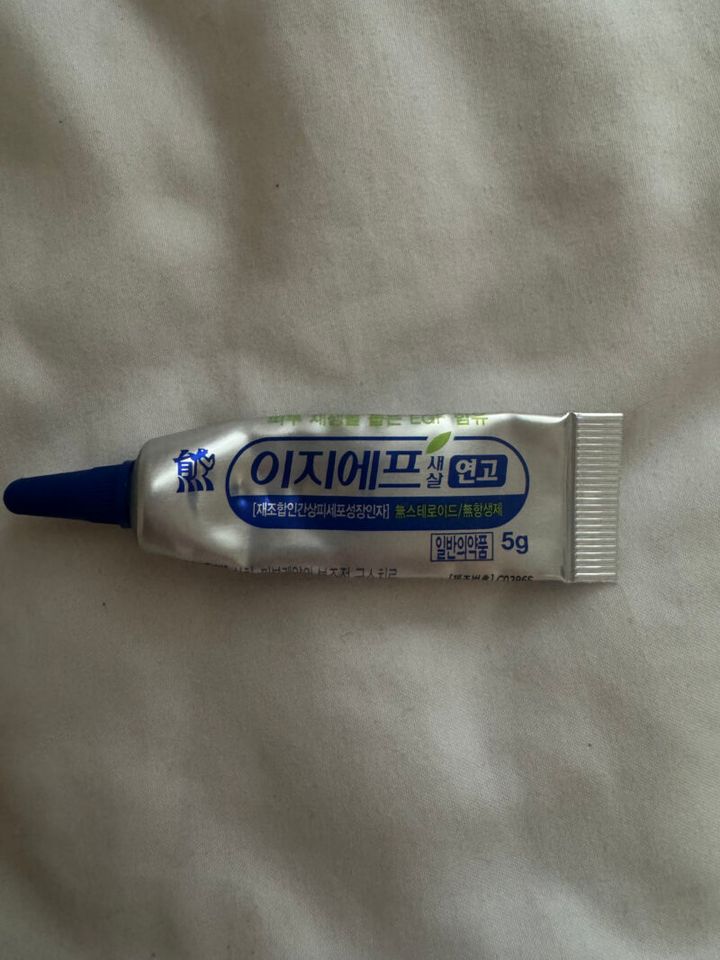 이지에프 새살 연고
[재조합인간상피세포성장인자] 無스테로이드/無항생제
일반의약품 5g